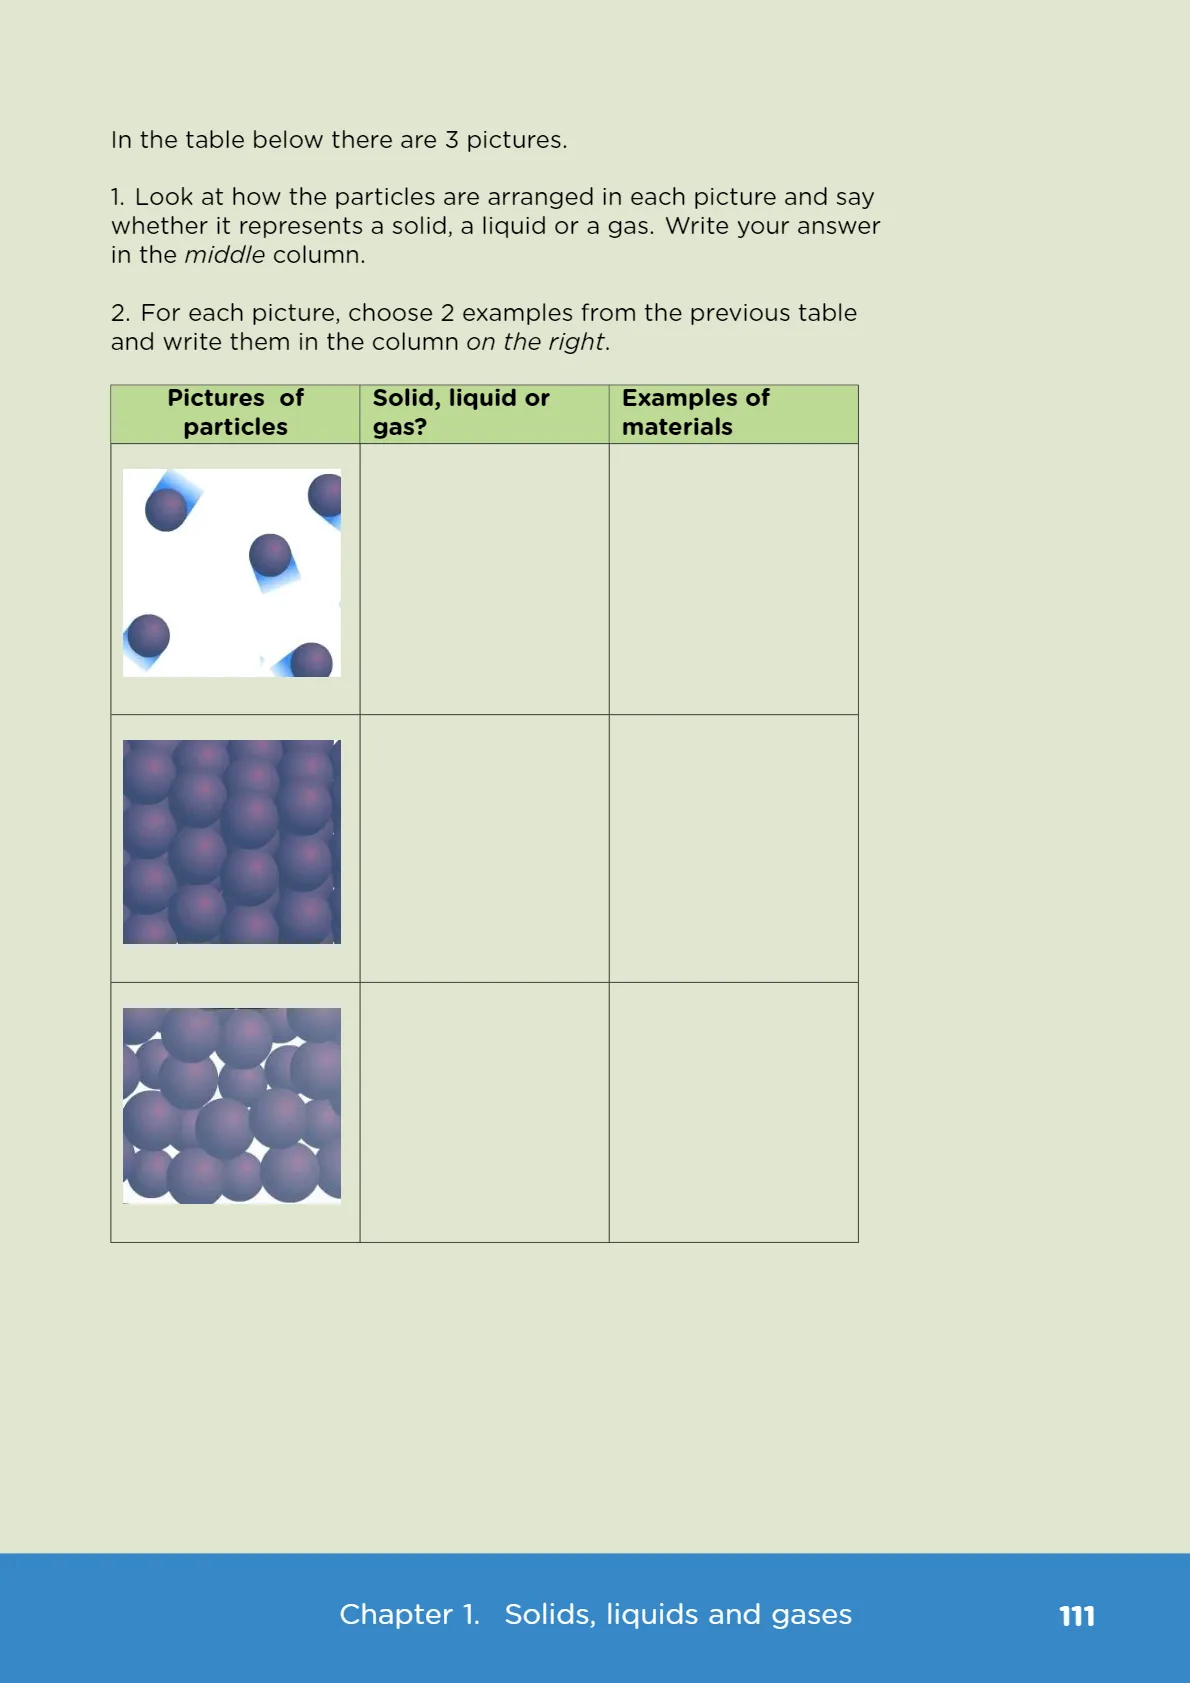 In the table below there are 3 pictures.
1. Look at how the particles are arranged in each picture and say
whether it represents a solid, a liquid or a gas. Write your answer
in the middle column.
2. For each picture, choose 2 examples from the previous table
and write them in the column on the right.
Pictures of
particles
Solid, liquid or
gas?
Examples of
materials
Chapter 1. Solids, liquids and gases
111